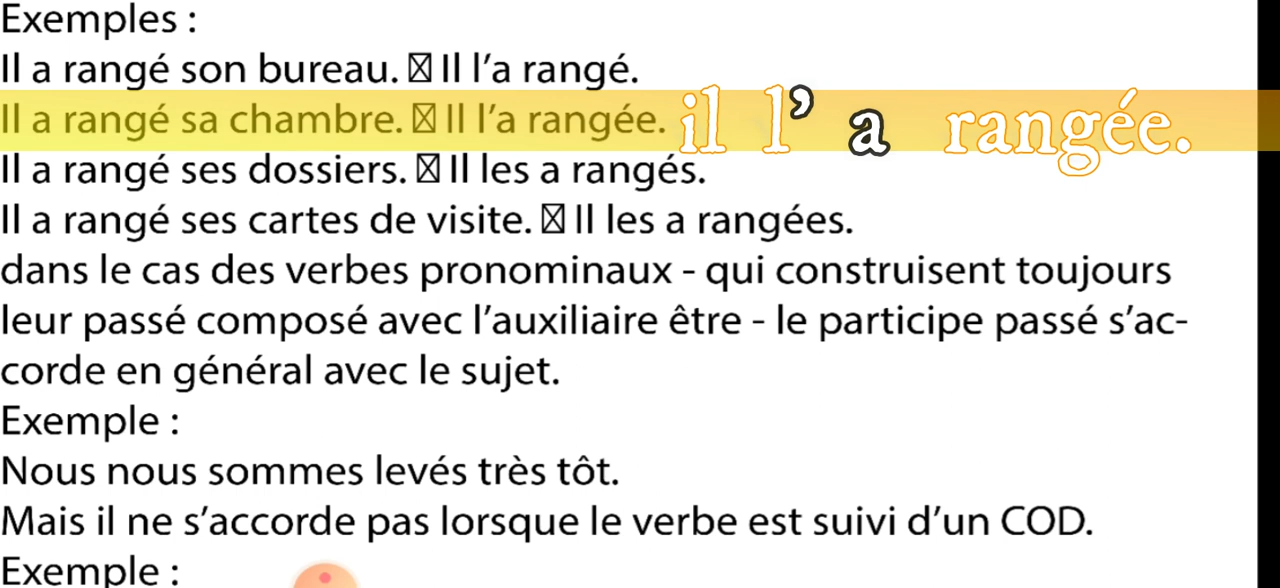 Exemples :
Il a rangé son bureau. Il l’a rangé.
Il a rangé sa chambre. Il l’a rangée. il l’ a rangée.
Il a rangé ses dossiers. Il les a rangés.
Il a rangé ses cartes de visite. Il les a rangées.
dans le cas des verbes pronominaux - qui construisent toujours
leur passé composé avec l’auxiliaire être - le participe passé s’ac-
corde en général avec le sujet.
Exemple :
Nous nous sommes levés très tôt.
Mais il ne s’accorde pas lorsque le verbe est suivi d’un COD.
Exemple :